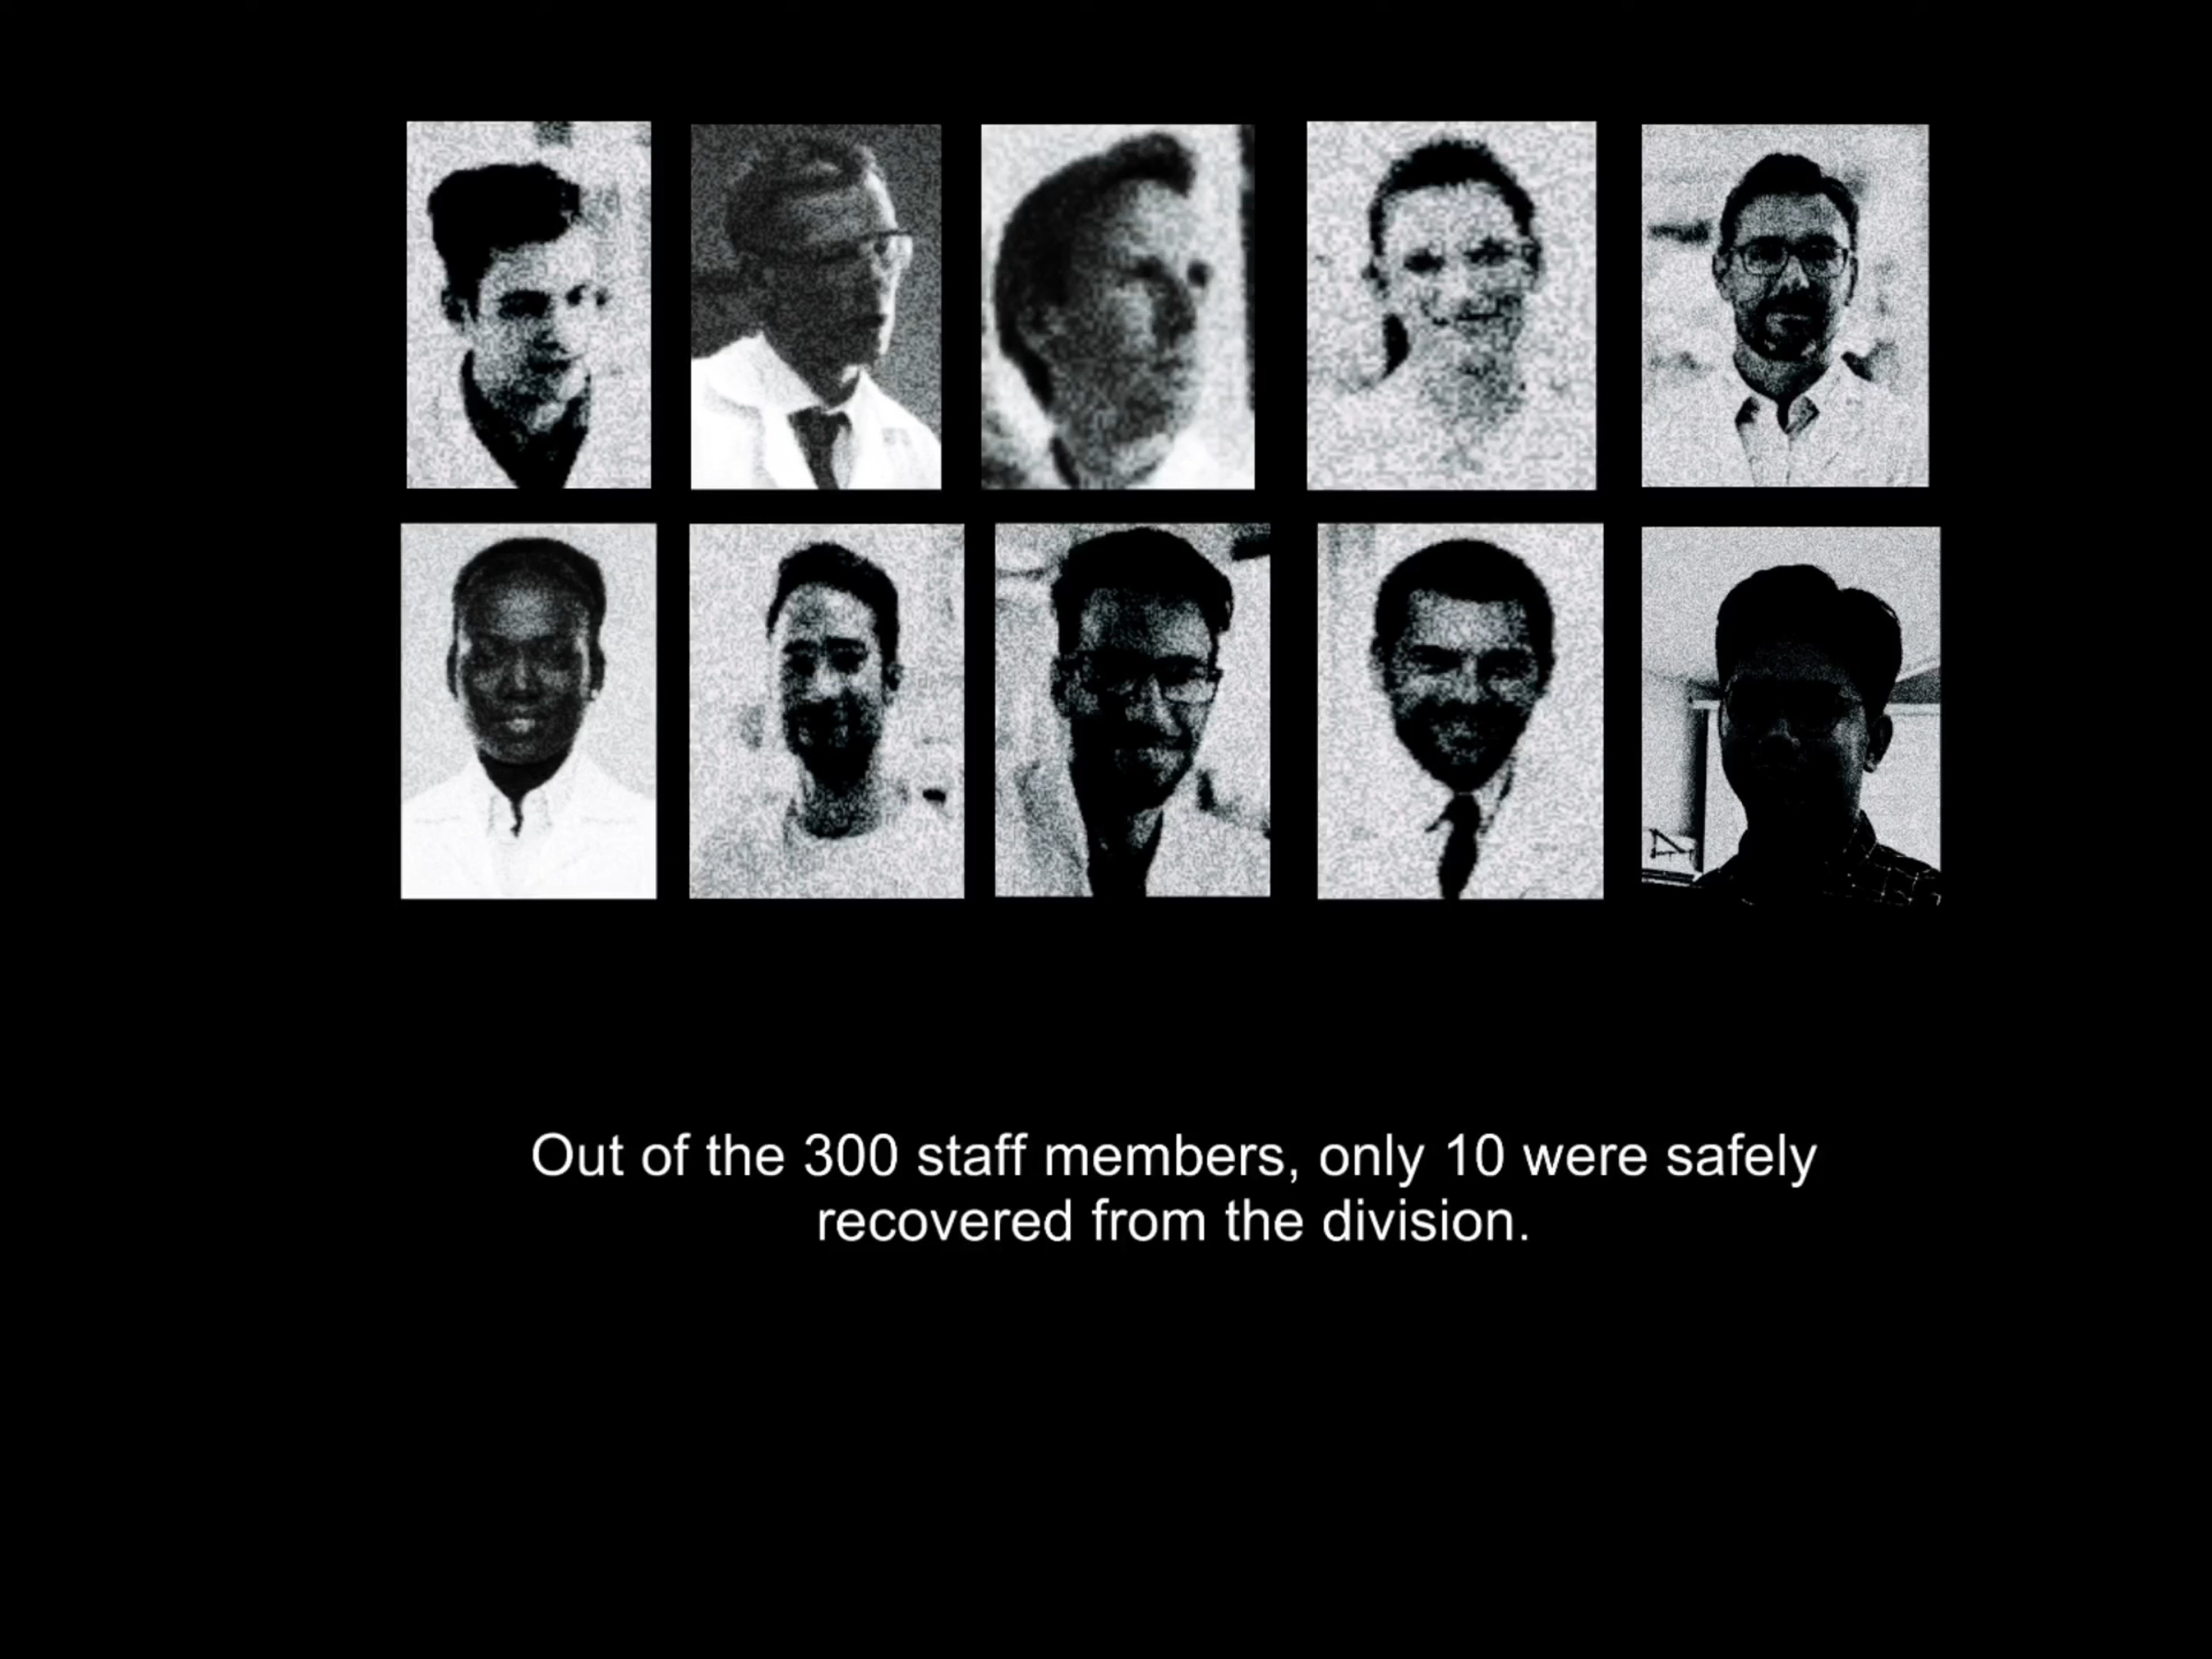 Out of the 300 staff members, only 10 were safely
recovered from the division.